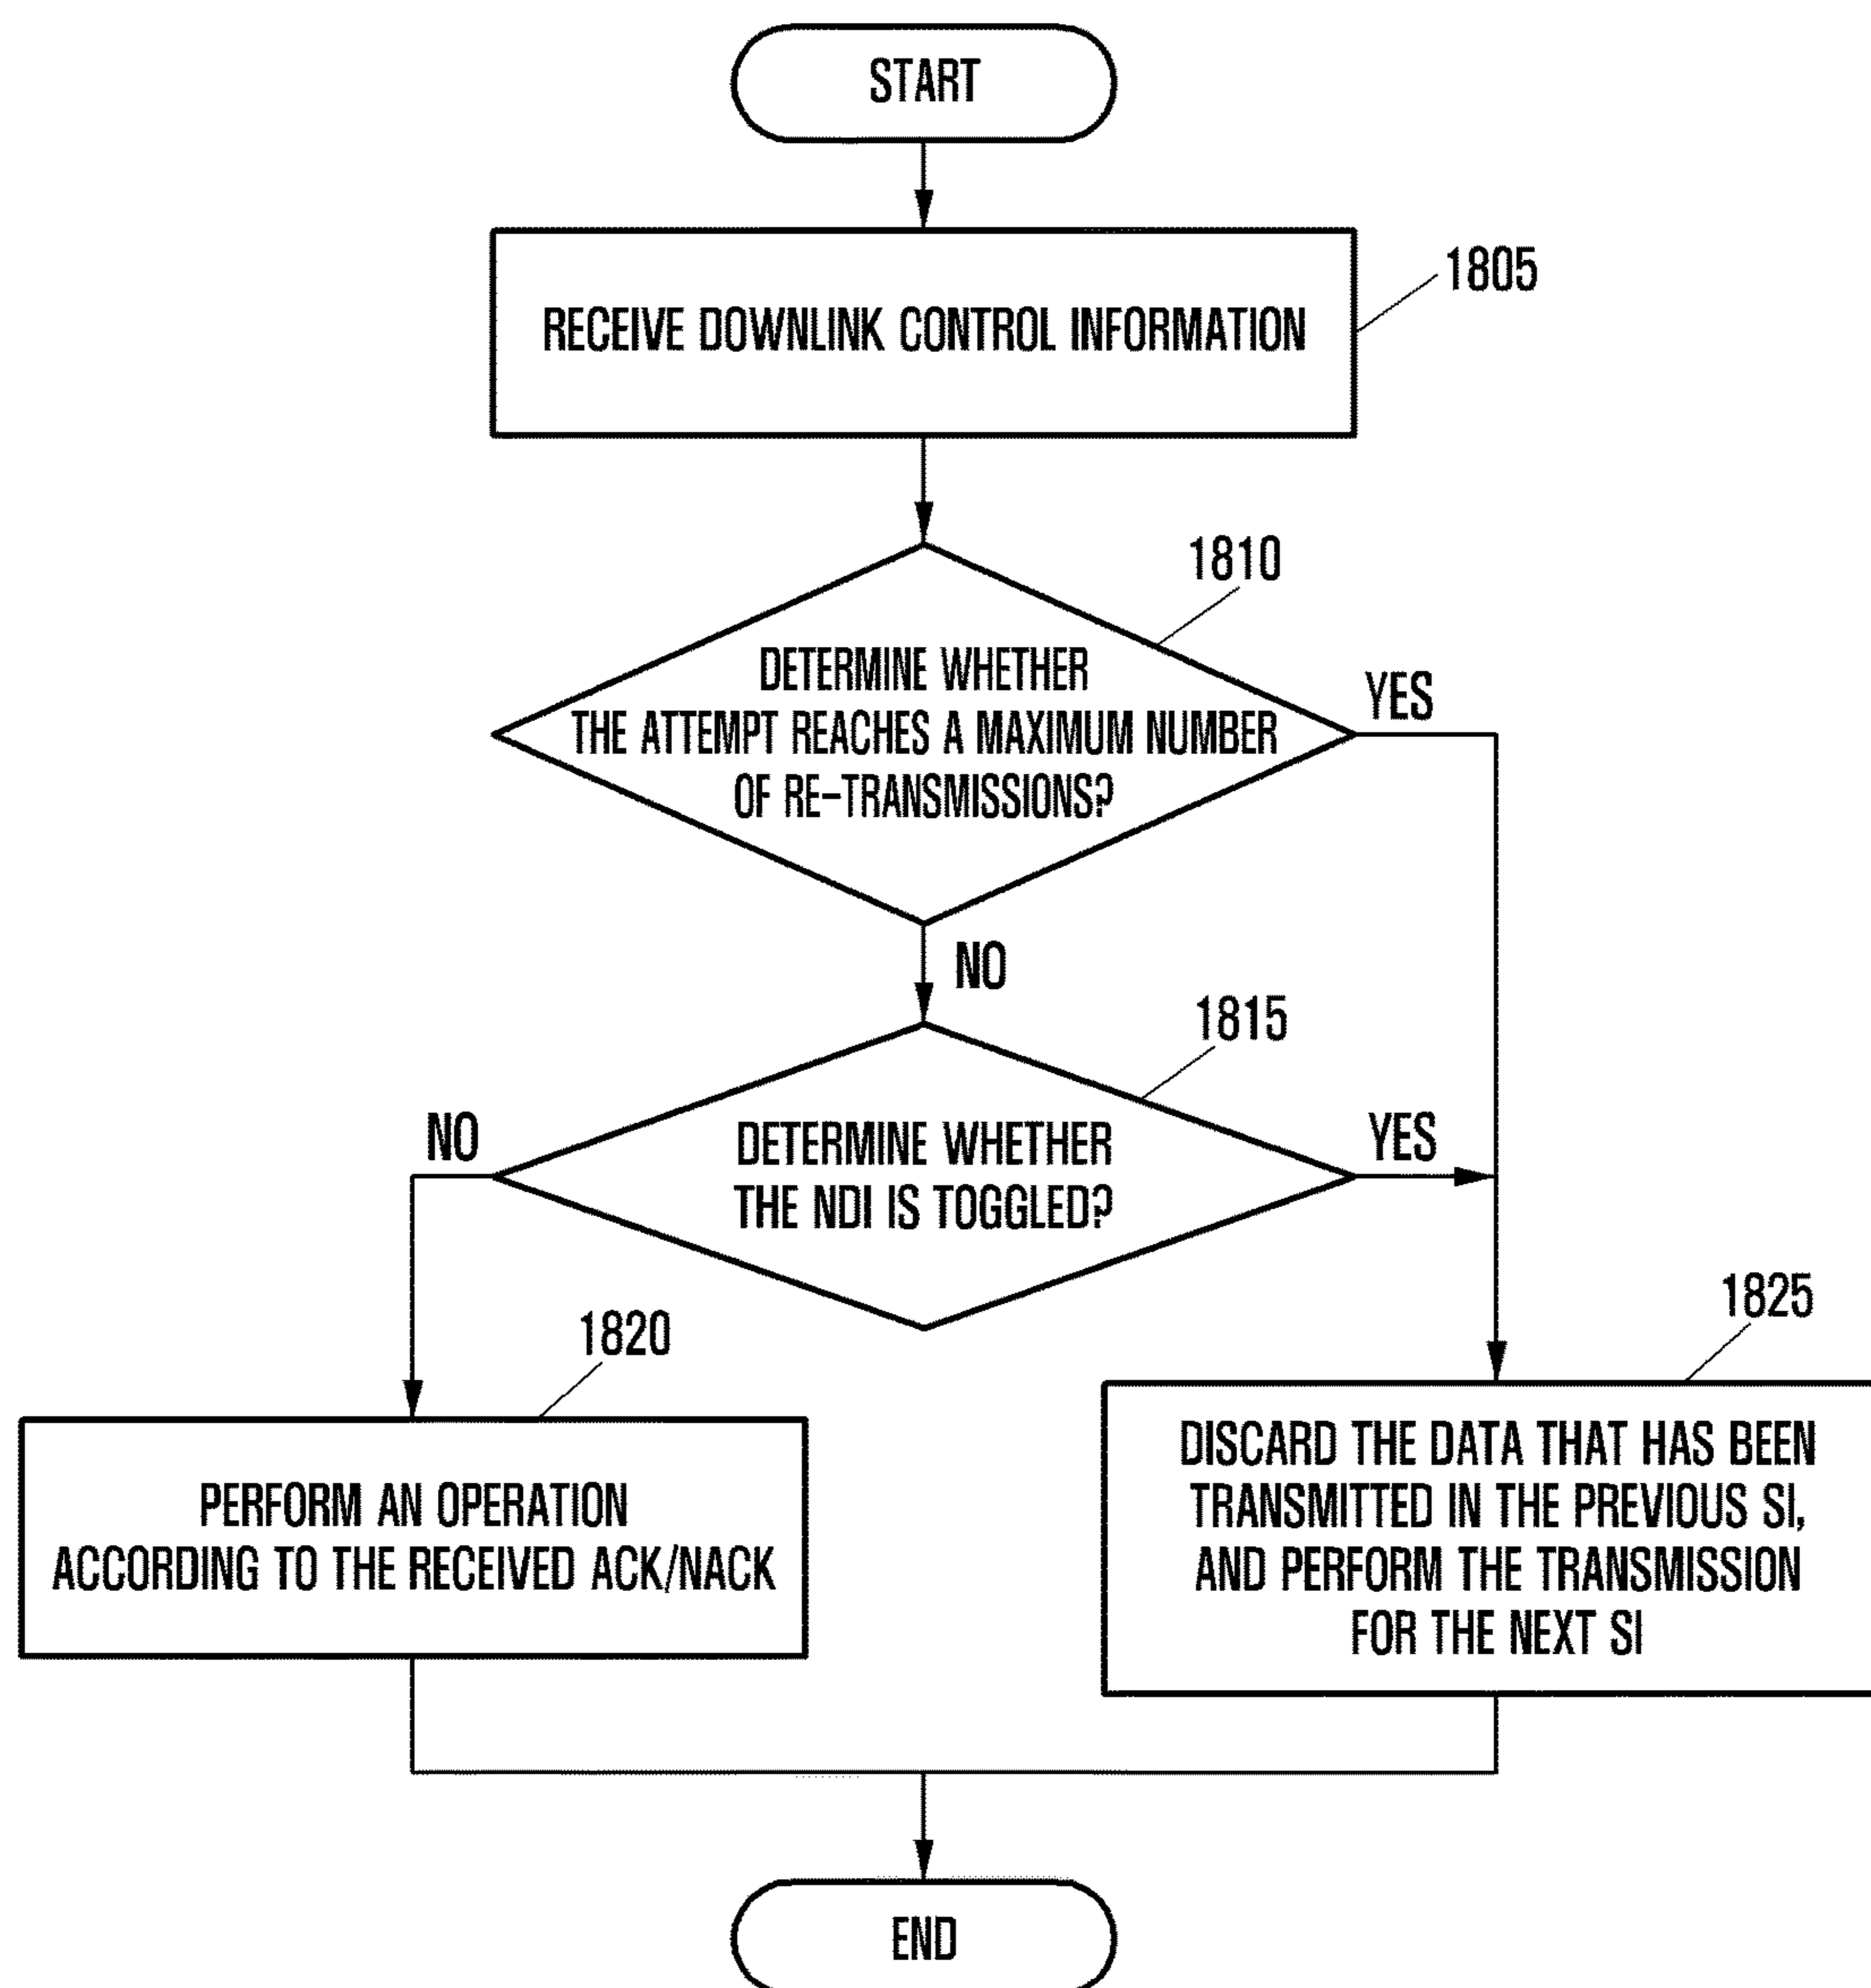 START
RECEIVE DOWNLINK CONTROL INFORMATION
1805
1810
DETERMINE WHETHER
THE ATTEMPT REACHES A MAXIMUM NUMBER
OF RE-TRANSMISSIONS?
YES
NO
1815
DETERMINE WHETHER
THE NDI IS TOGGLED?
NO
YES
1820
PERFORM AN OPERATION
ACCORDING TO THE RECEIVED ACK/NACK
1825
DISCARD THE DATA THAT HAS BEEN
TRANSMITTED IN THE PREVIOUS SI,
AND PERFORM THE TRANSMISSION
FOR THE NEXT SI
END